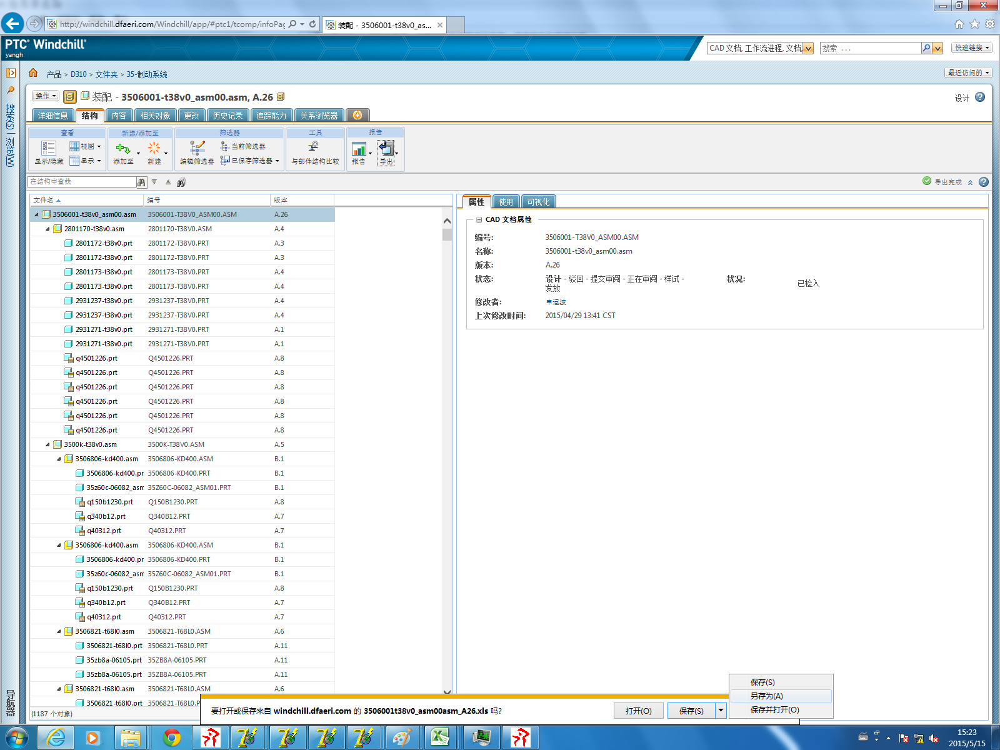 http://windchill.dfaeri.com/Windchill/app/#ptc1/tcomp/infoPag
装配 - 3506001-t38v0_as...
PTC® Windchill®
yangh
CAD 文档, 工作流进程, 文档,
搜索 . . .
快速链接
产品 > D310 > 文件夹 > 35-制动系统
最近访问的
搜索(S) | 浏览(W)
操作
装配 - 3506001-t38v0_asm00.asm, A.26
设计
详细信息 结构 内容 相关对象 更改 历史记录 追踪能力 关系浏览器
查看 新建/添加至 筛选器 工具 报告
显示/隐藏 视图 显示 添加至 新建 编辑筛选器 当前筛选器 已保存筛选器 与部件结构比较 报告 导出
在结构中查找
导出完成
文件名 编号 版本
3506001-t38v0_asm00.asm 3506001-T38V0_ASM00.ASM A.26
2801170-t38v0.asm 2801170-T38V0.ASM A.4
2801172-t38v0.prt 2801172-T38V0.PRT A.3
2801172-t38v0.prt 2801172-T38V0.PRT A.3
2801173-t38v0.prt 2801173-T38V0.PRT A.4
2801173-t38v0.prt 2801173-T38V0.PRT A.4
2931237-t38v0.prt 2931237-T38V0.PRT A.4
2931237-t38v0.prt 2931237-T38V0.PRT A.4
2931271-t38v0.prt 2931271-T38V0.PRT A.1
2931271-t38v0.prt 2931271-T38V0.PRT A.1
q4501226.prt Q4501226.PRT A.8
q4501226.prt Q4501226.PRT A.8
q4501226.prt Q4501226.PRT A.8
q4501226.prt Q4501226.PRT A.8
q4501226.prt Q4501226.PRT A.8
q4501226.prt Q4501226.PRT A.8
3500k-t38v0.asm 3500K-T38V0.ASM A.5
3506806-kd400.asm 3506806-KD400.ASM B.1
3506806-kd400.pr 3506806-KD400.PRT B.1
35z60c-06082_asm 35Z60C-06082_ASM01.PRT B.1
q150b1230.prt Q150B1230.PRT A.8
q340b12.prt Q340B12.PRT A.7
q40312.prt Q40312.PRT A.7
3506806-kd400.asm 3506806-KD400.ASM B.1
3506806-kd400.pr 3506806-KD400.PRT B.1
35z60c-06082_asm 35Z60C-06082_ASM01.PRT B.1
q150b1230.prt Q150B1230.PRT A.8
q340b12.prt Q340B12.PRT A.7
q40312.prt Q40312.PRT A.7
3506821-t68l0.asm 3506821-T68L0.ASM A.6
3506821-t68l0.prt 3506821-T68L0.PRT A.11
35zb8a-06105.prt 35ZB8A-06105.PRT A.11
35zb8a-06105.prt 35ZB8A-06105.PRT A.11
3506821-t68l0.asm 3506821-T68L0.ASM A.6
3506821-t68l0.prt 3506821-T68L0.P
(1187 个对象)
导航器
属性 使用 可视化
CAD 文档属性
编号: 3506001-T38V0_ASM00.ASM
名称: 3506001-t38v0_asm00.asm
版本: A.26
状态: 设计 - 驳回 - 提交审阅 - 正在审阅 - 样试 -
发放
状况: 已检入
修改者: 申运波
上次修改时间: 2015/04/29 13:41 CST
保存(S)
另存为(A)
保存并打开(O)
要打开或保存来自 windchill.dfaeri.com 的 3506001t38v0_asm00asm_A26.xls 吗?
打开(O) 保存(S)
15:23
2015/5/15